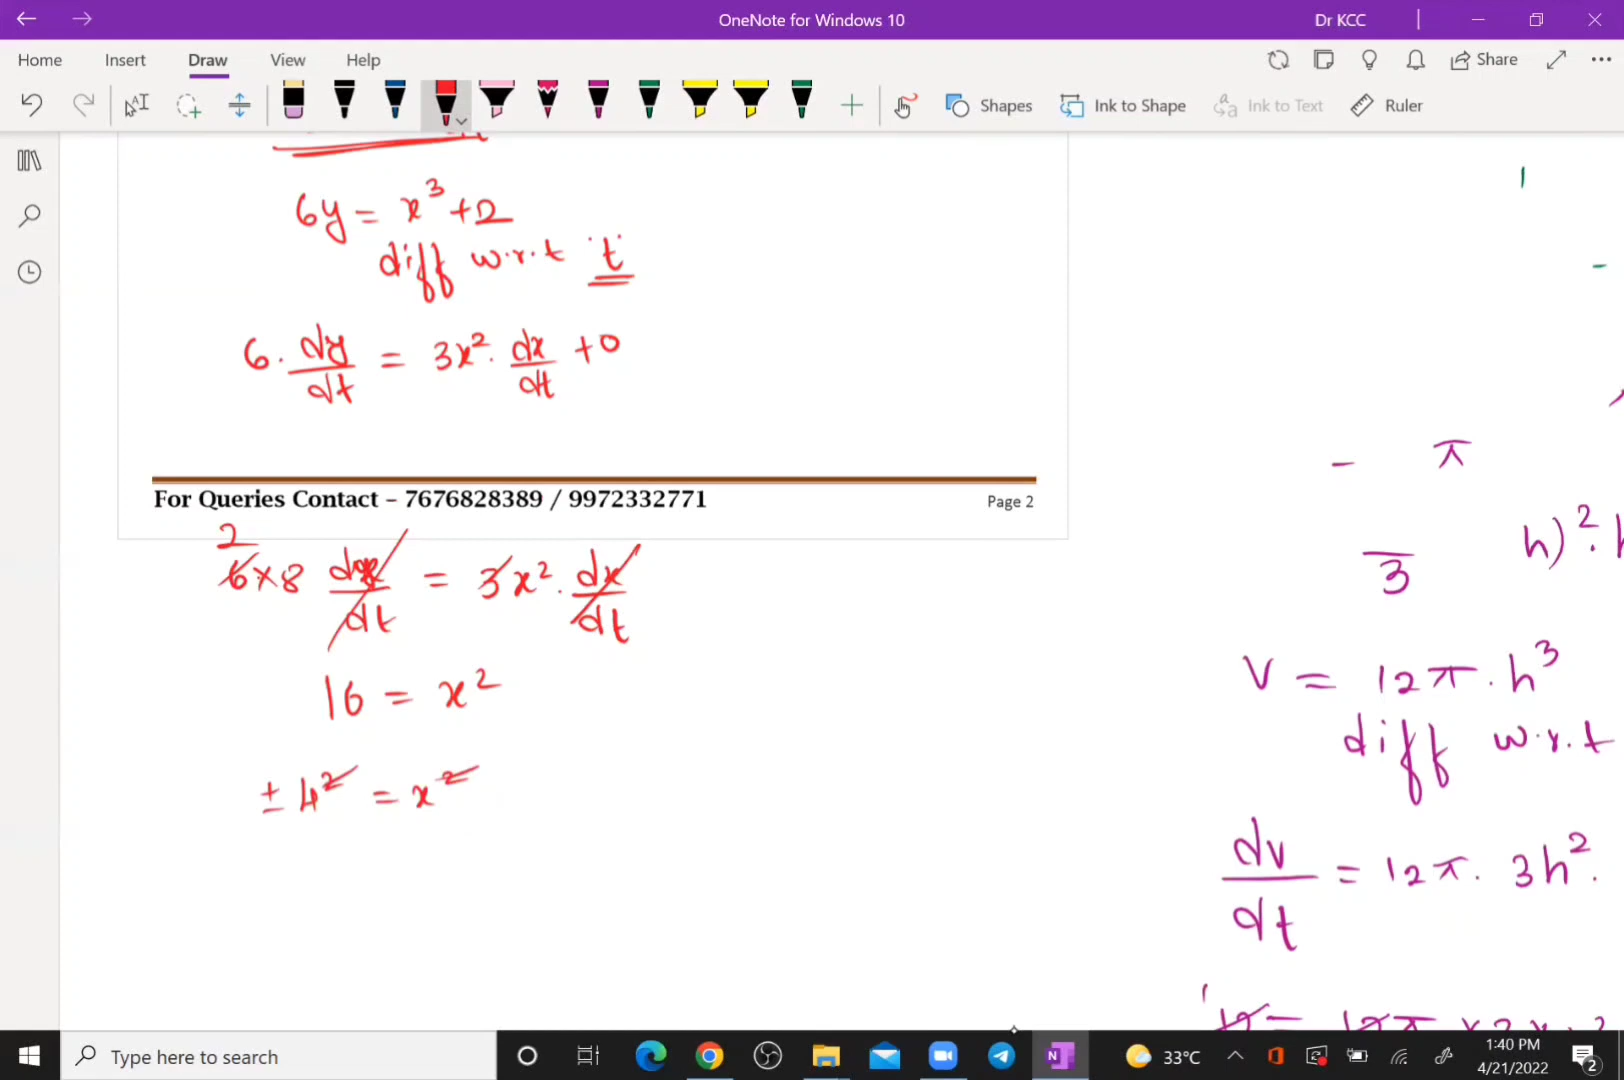 OneNote for Windows 10
Dr KCC
Home Insert Draw View Help
Share
Shapes
Ink to Shape
Ink to Text
Ruler
6y = x³ + 2
diff w.r.t 't'
6. dy/dt = 3x². dx/dt + 0
For Queries Contact – 7676828389 / 9972332771
Page 2
2
6 × 8 dx/dt = 3x². dx/dt
16 = x²
± 4² = x²
- π
h)². h
3
V = 12π. h³
diff w.r.t
dv/dt = 12π. 3h².
Type here to search
33°C
1:40 PM
4/21/2022
2